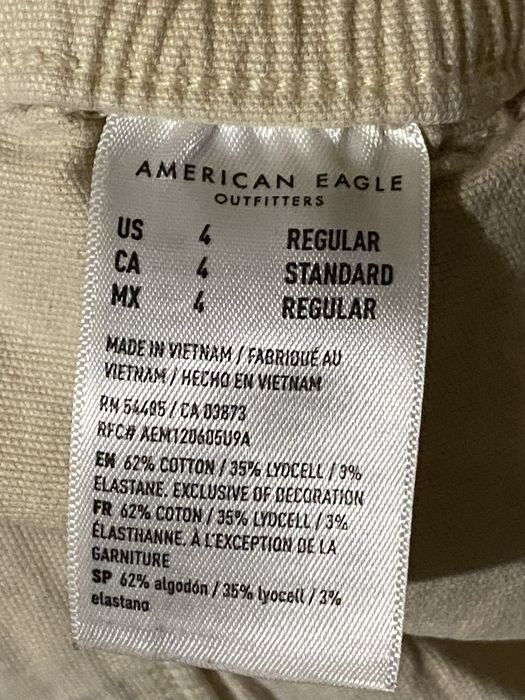 AMERICAN EAGLE
OUTFITTERS
US 4 REGULAR
CA 4 STANDARD
MX 4 REGULAR
MADE IN VIETNAM / FABRIQUÉ AU
VIETNAM / HECHO EN VIETNAM
RN 54485 / CA 03873
RFC# AEM120605U9A
EN 62% COTTON / 35% LYOCELL / 3%
ELASTANE. EXCLUSIVE OF DECORATION
FR 62% COTON / 35% LYOCELL / 3%
ÉLASTHANNE. À L'EXCEPTION DE LA
GARNITURE
SP 62% algodón / 35% lyocell / 3%
elastano